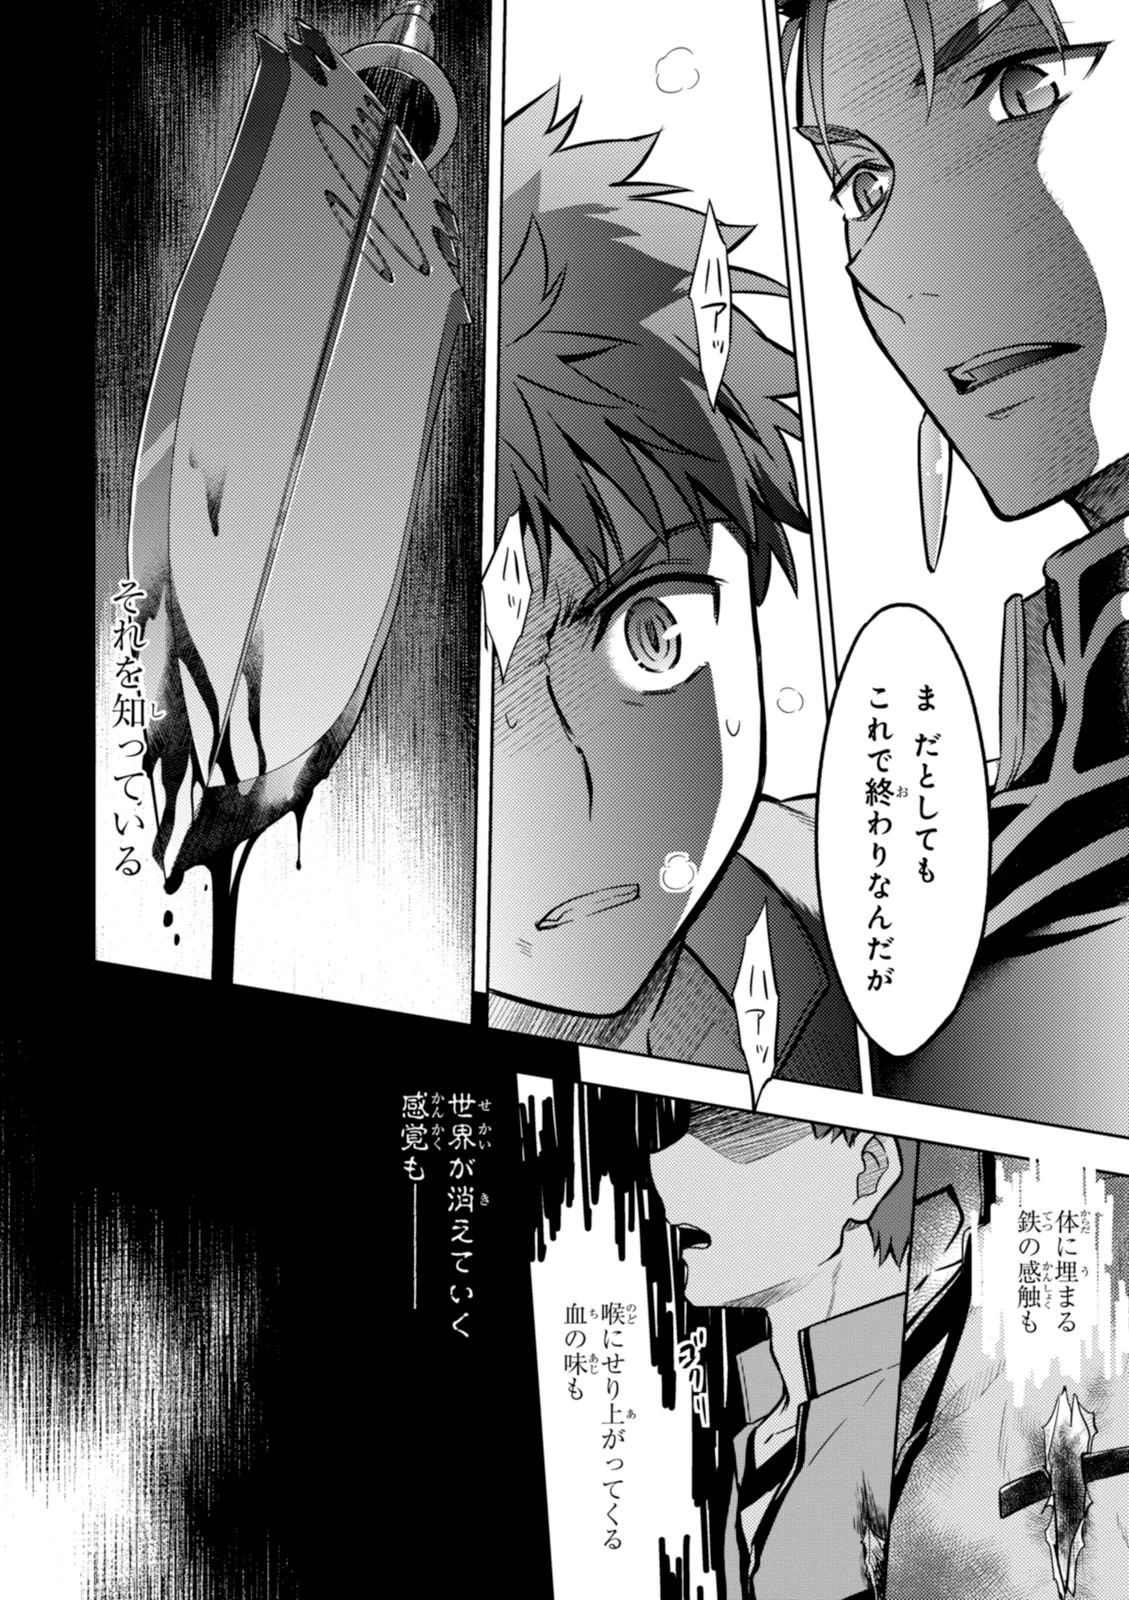 ま だとしても
これで終わりなんだが
ハァッ
ハッ
ハァッ
それを知っている
体に埋まる
鉄の感触も
ゴフッ
喉にせり上がってくる
血の味も
世界が消えていく
感覚も――